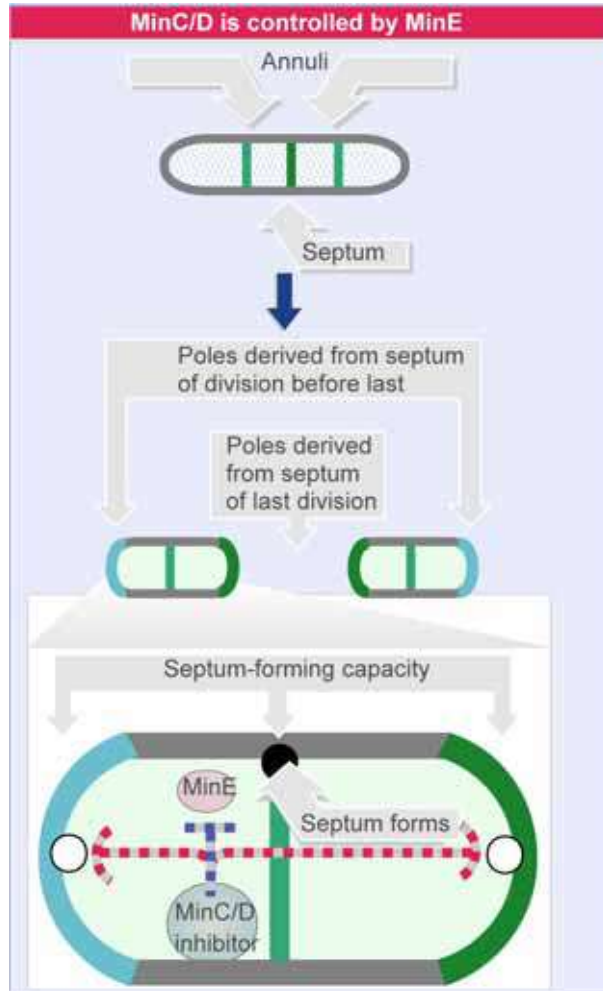 MinC/D is controlled by MinE
Annuli
Septum
Poles derived from septum
of division before last
Poles derived
from septum
of last division
Septum-forming capacity
MinE
Septum forms
MinC/D
inhibitor